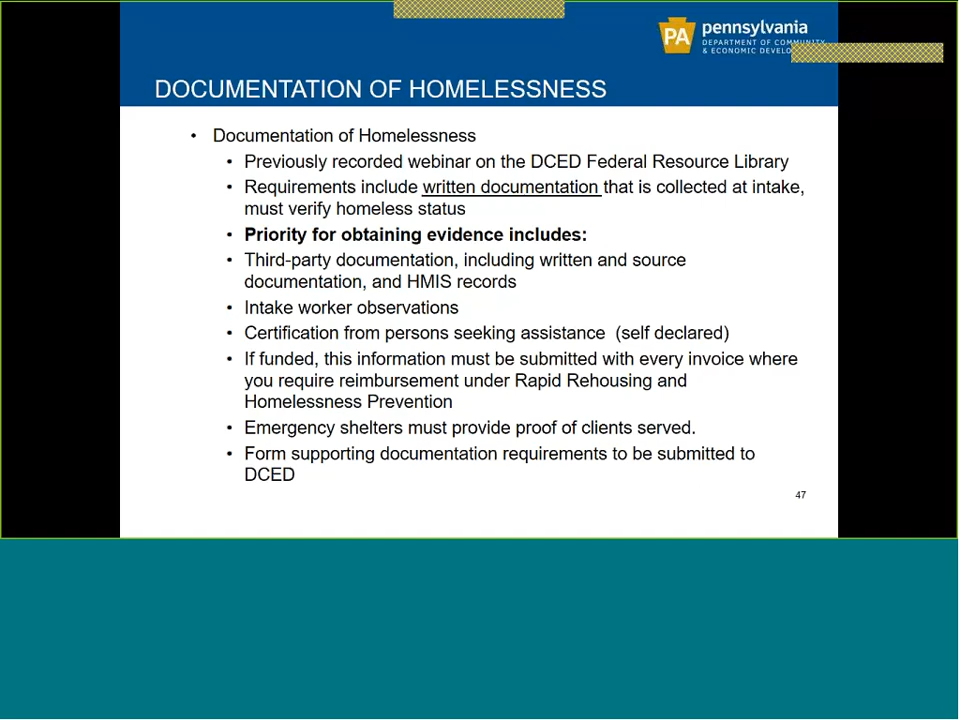 PA pennsylvania
DEPARTMENT OF COMMUNITY
& ECONOMIC
DOCUMENTATION OF HOMELESSNESS
• Documentation of Homelessness
• Previously recorded webinar on the DCED Federal Resource Library
• Requirements include written documentation that is collected at intake,
must verify homeless status
• Priority for obtaining evidence includes:
• Third-party documentation, including written and source
documentation, and HMIS records
• Intake worker observations
• Certification from persons seeking assistance (self declared)
• If funded, this information must be submitted with every invoice where
you require reimbursement under Rapid Rehousing and
Homelessness Prevention
• Emergency shelters must provide proof of clients served.
• Form supporting documentation requirements to be submitted to
DCED
47